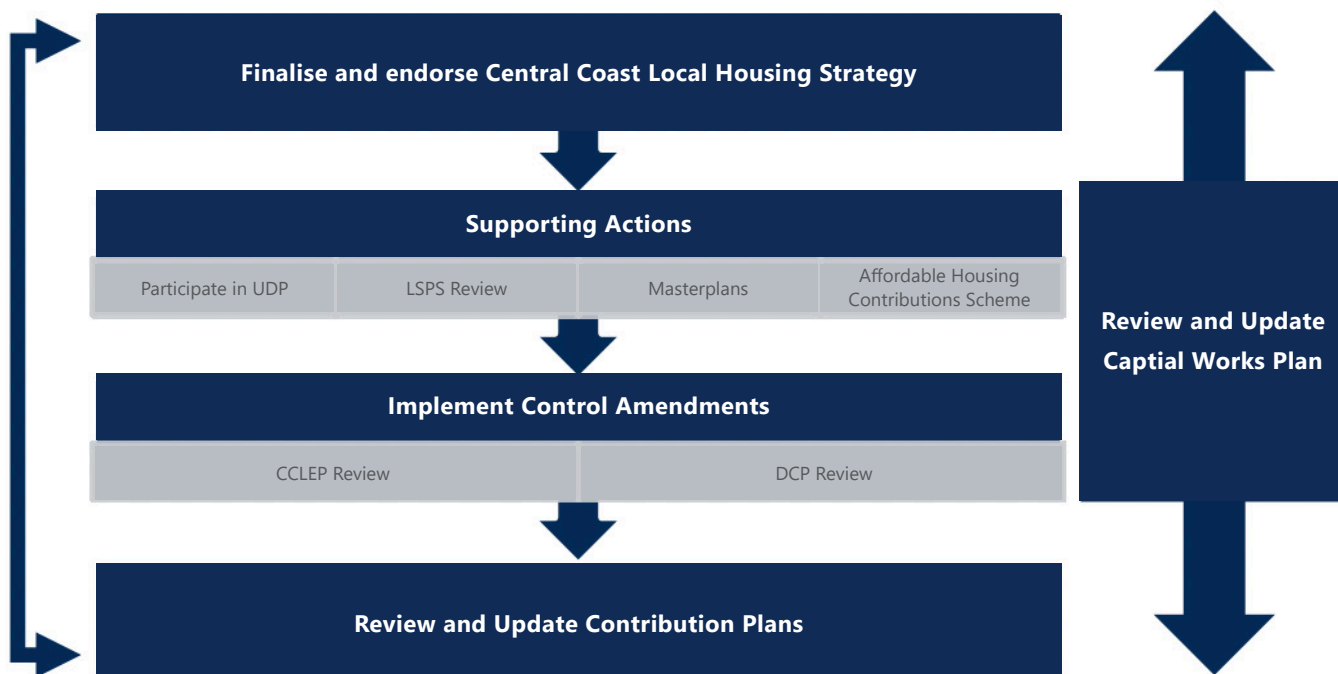 Finalise and endorse Central Coast Local Housing Strategy
Supporting Actions
Participate in UDP
LSPS Review
Masterplans
Affordable Housing
Contributions Scheme
Implement Control Amendments
CCLEP Review
DCP Review
Review and Update Contribution Plans
Review and Update
Captial Works Plan